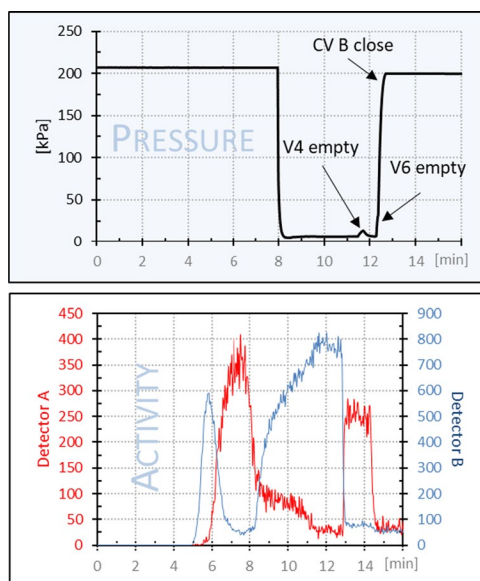 250
200
150
100
50
0
[kPa]
PRESSURE
CV B close
V4 empty
V6 empty
0 2 4 6 8 10 12 14 [min]
450
400
350
300
250
200
150
100
50
0
Detector A
ACTIVITY
900
800
700
600
500
400
300
200
100
0
Detector B
0 2 4 6 8 10 12 14 [min]